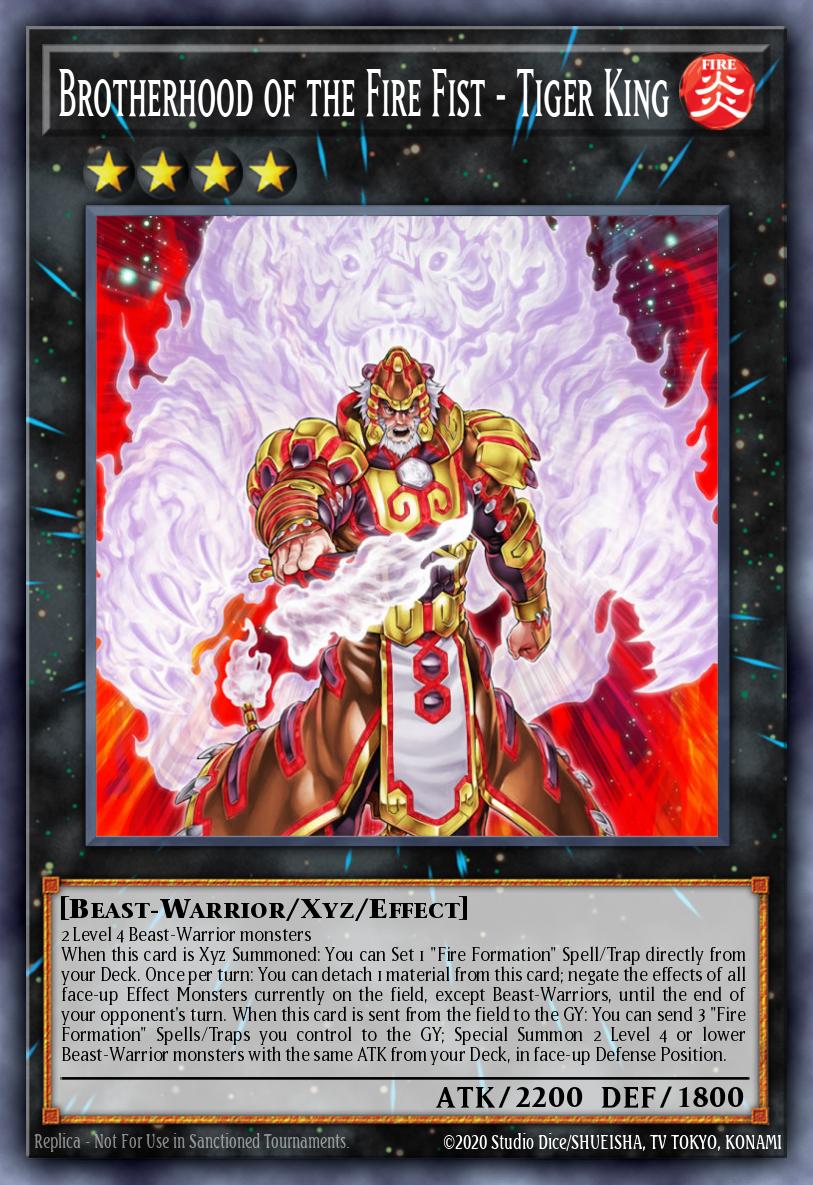 Brotherhood of the Fire Fist - Tiger King
FIRE
炎
[Beast-Warrior/Xyz/Effect]
2 Level 4 Beast-Warrior monsters
When this card is Xyz Summoned: You can Set 1 "Fire Formation" Spell/Trap directly from
your Deck. Once per turn: You can detach 1 material from this card; negate the effects of all
face-up Effect Monsters currently on the field, except Beast-Warriors, until the end of
your opponent's turn. When this card is sent from the field to the GY: You can send 3 "Fire
Formation" Spells/Traps you control to the GY; Special Summon 2 Level 4 or lower
Beast-Warrior monsters with the same ATK from your Deck, in face-up Defense Position.
ATK/2200 DEF/1800
Replica - Not For Use in Sanctioned Tournaments.
©2020 Studio Dice/SHUEISHA, TV TOKYO, KONAMI